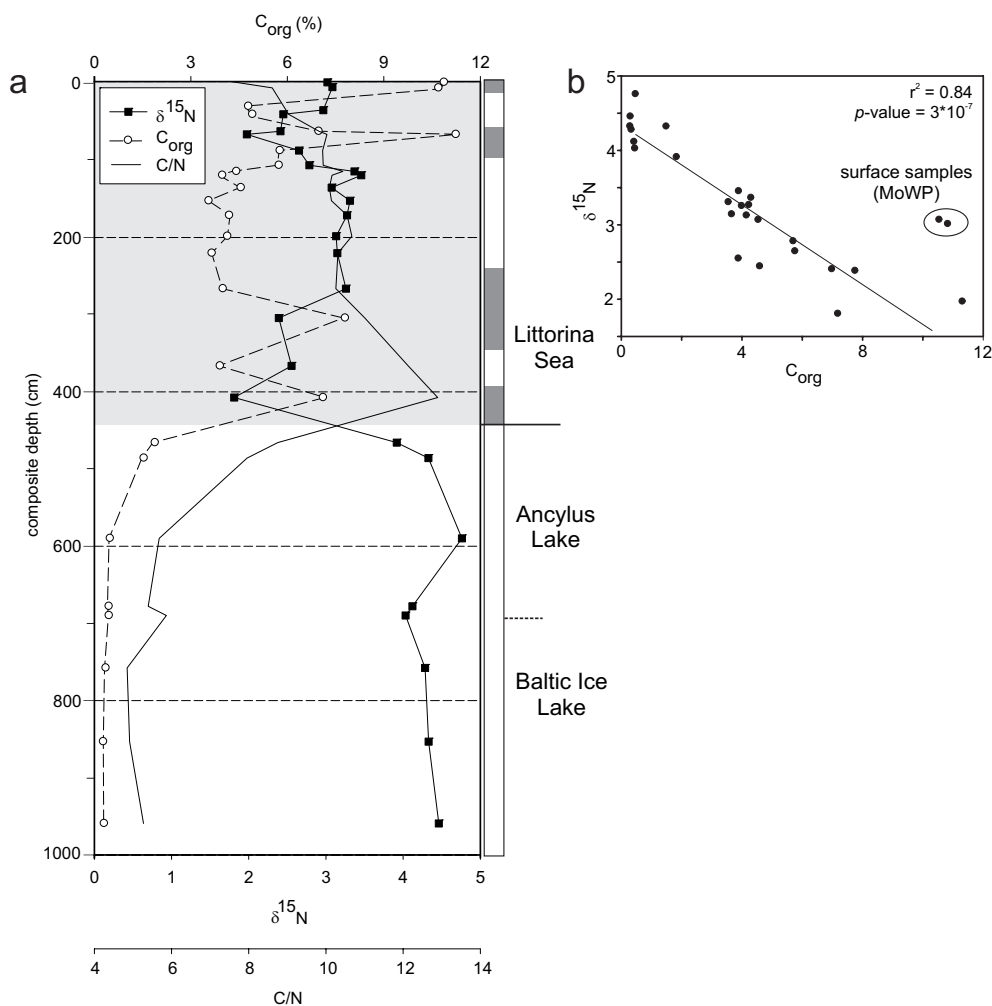 C_org (%)
0 3 6 9 12
a
δ¹⁵N
C_org
C/N
0
200
400
600
800
1000
composite depth (cm)
Littorina
Sea
Ancylus
Lake
Baltic Ice
Lake
0 1 2 3 4 5
δ¹⁵N
4 6 8 10 12 14
C/N
b
r² = 0.84
p-value = 3*10⁻⁷
surface samples
(MoWP)
5
4
3
2
δ¹⁵N
0 4 8 12
C_org